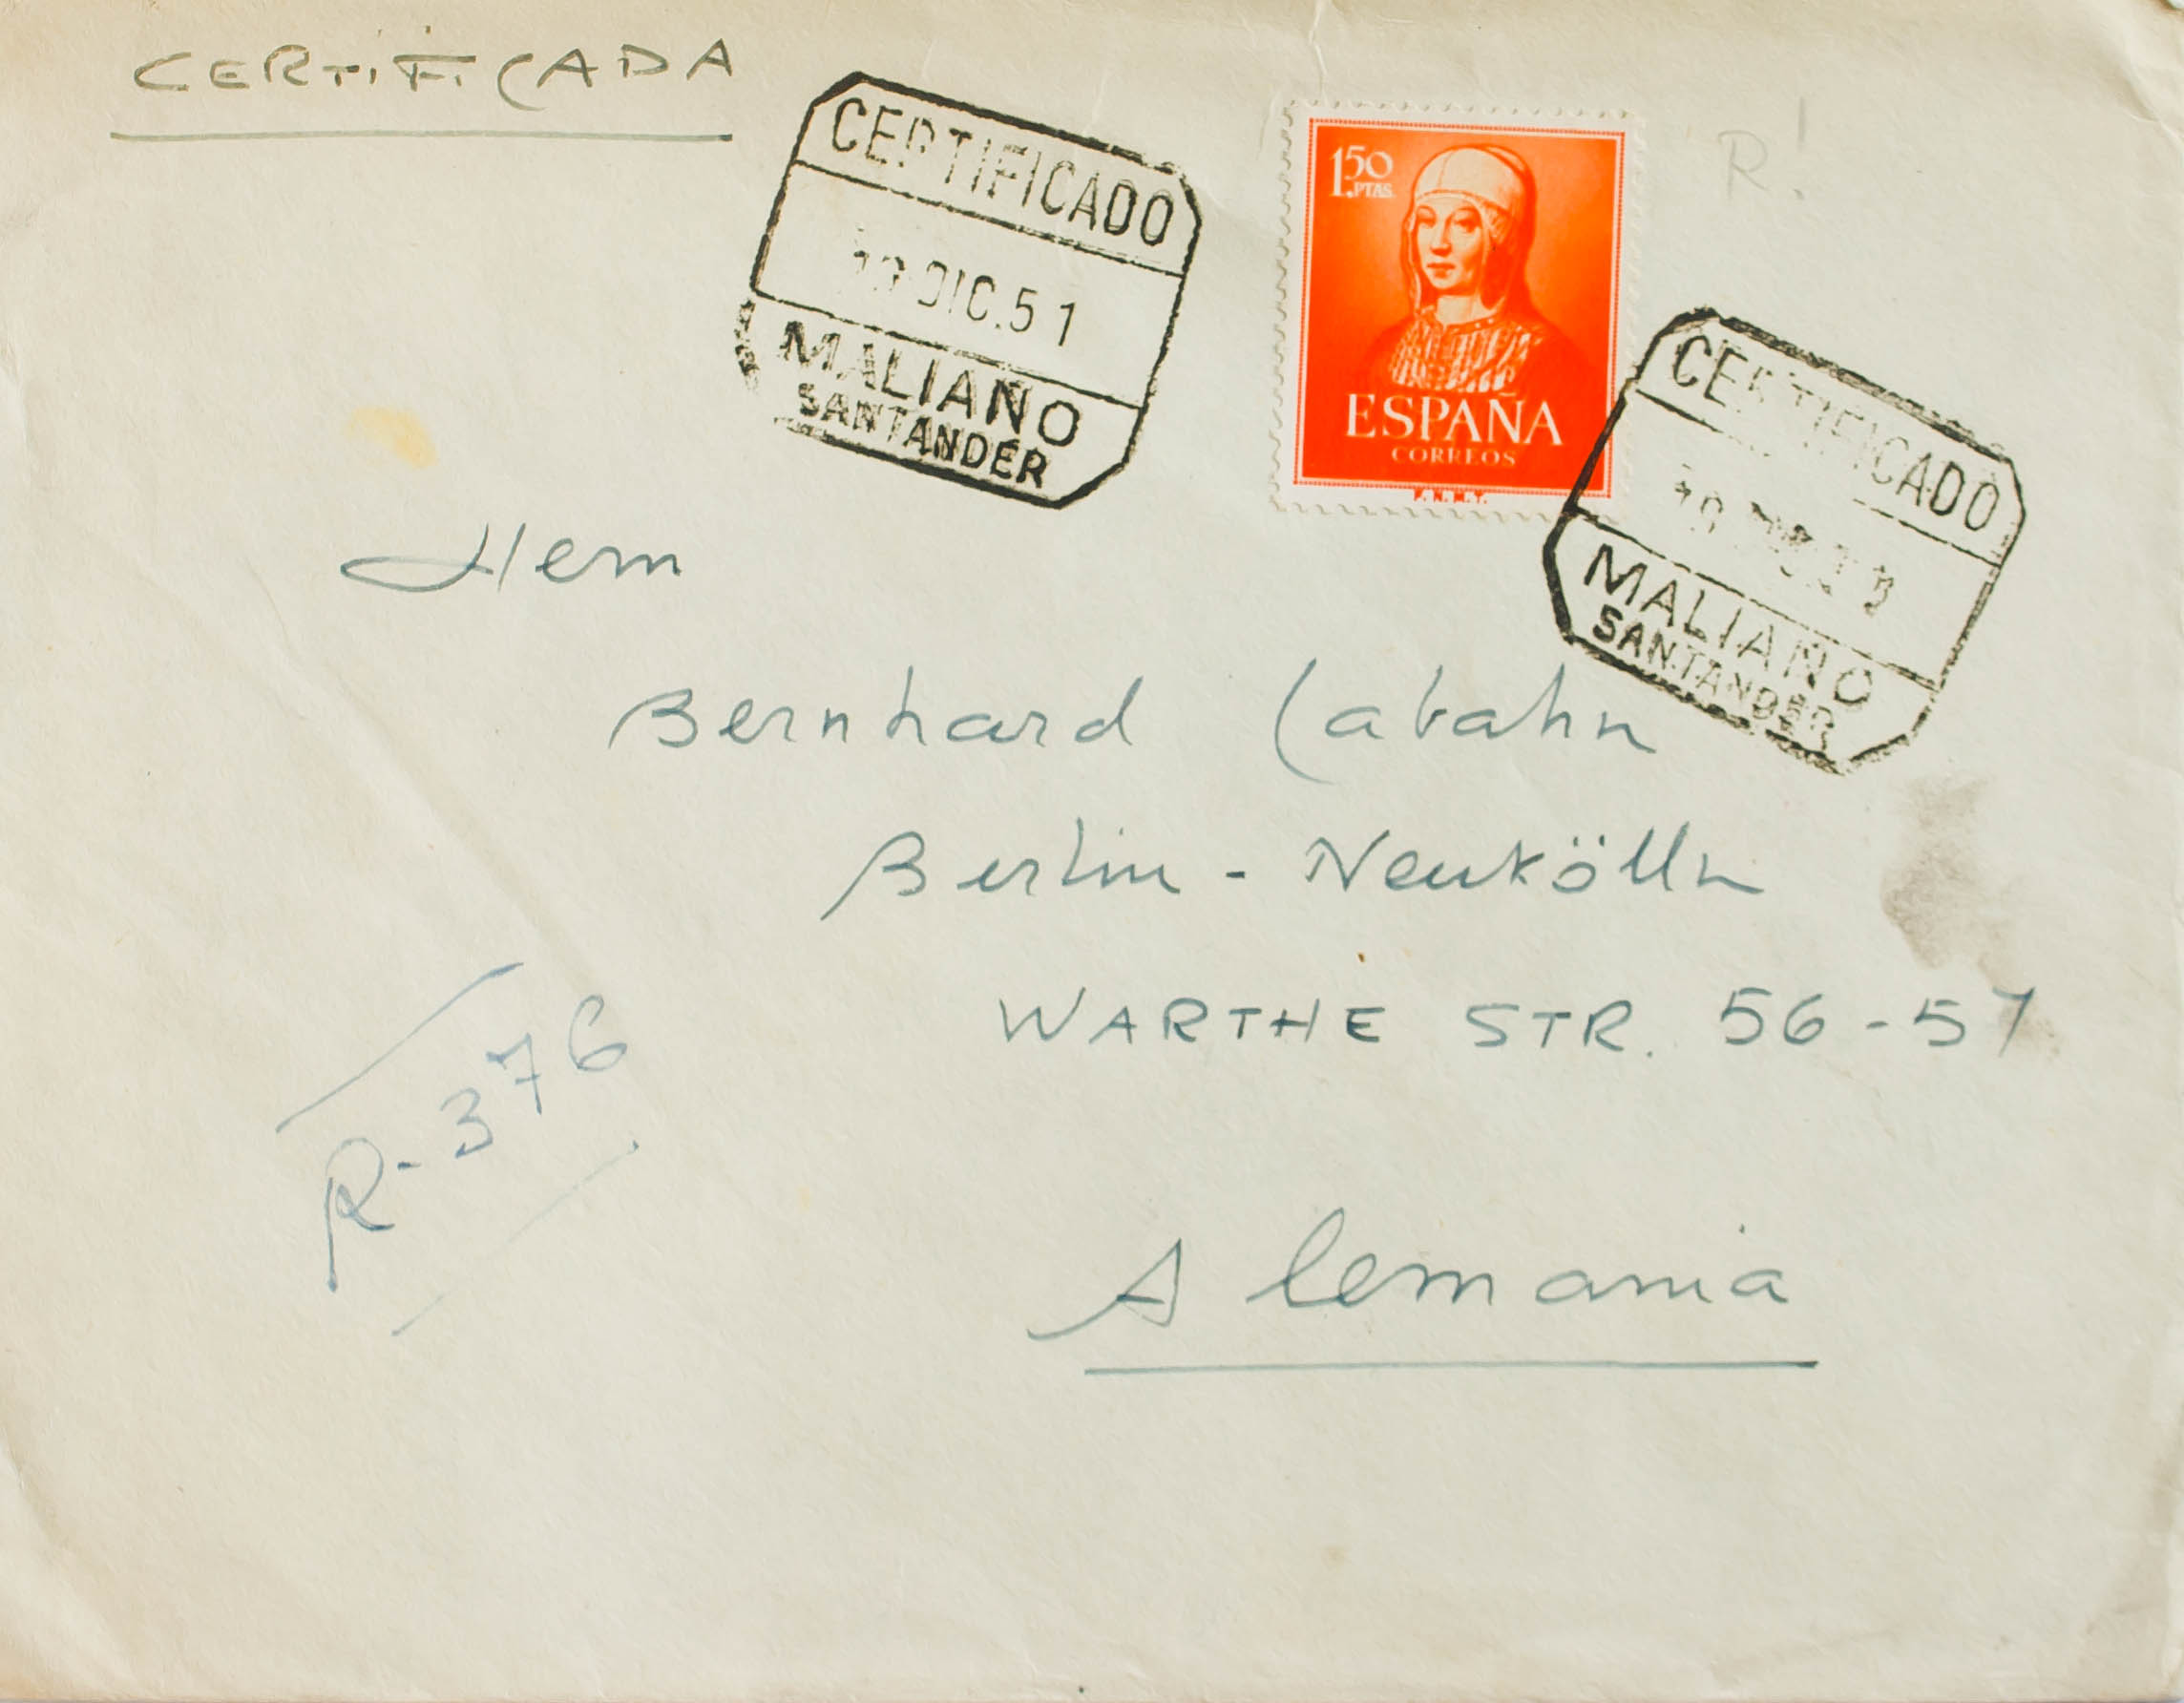 CERTIFICADA
CERTIFICADO
DIC.51
MALIAÑO
SANTANDER
1'50
PTAS.
ESPAÑA
CORREOS
F.N.M.T.
R!
CERTIFICADO
MALIAÑO
SANTANDER
Herrn
Bernhard Labahn
Berlin - Neukölln
WARTHE STR. 56-57
R-376
Alemania